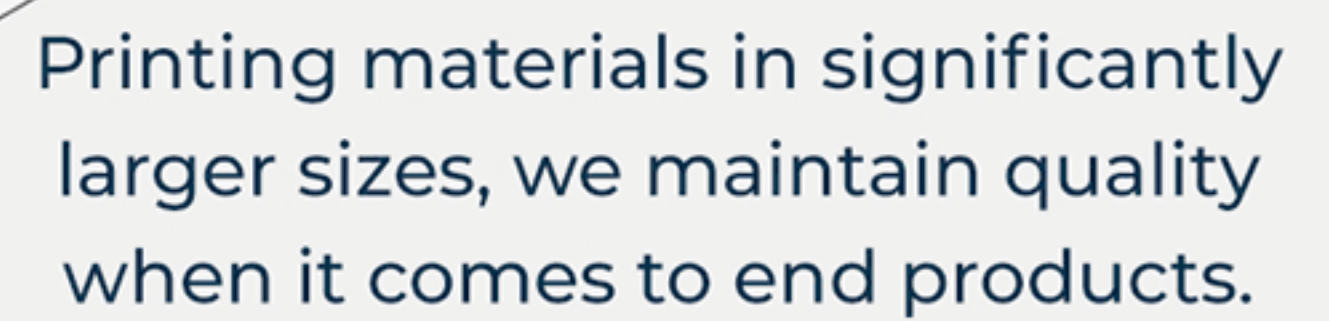 Printing materials in significantly
larger sizes, we maintain quality
when it comes to end products.